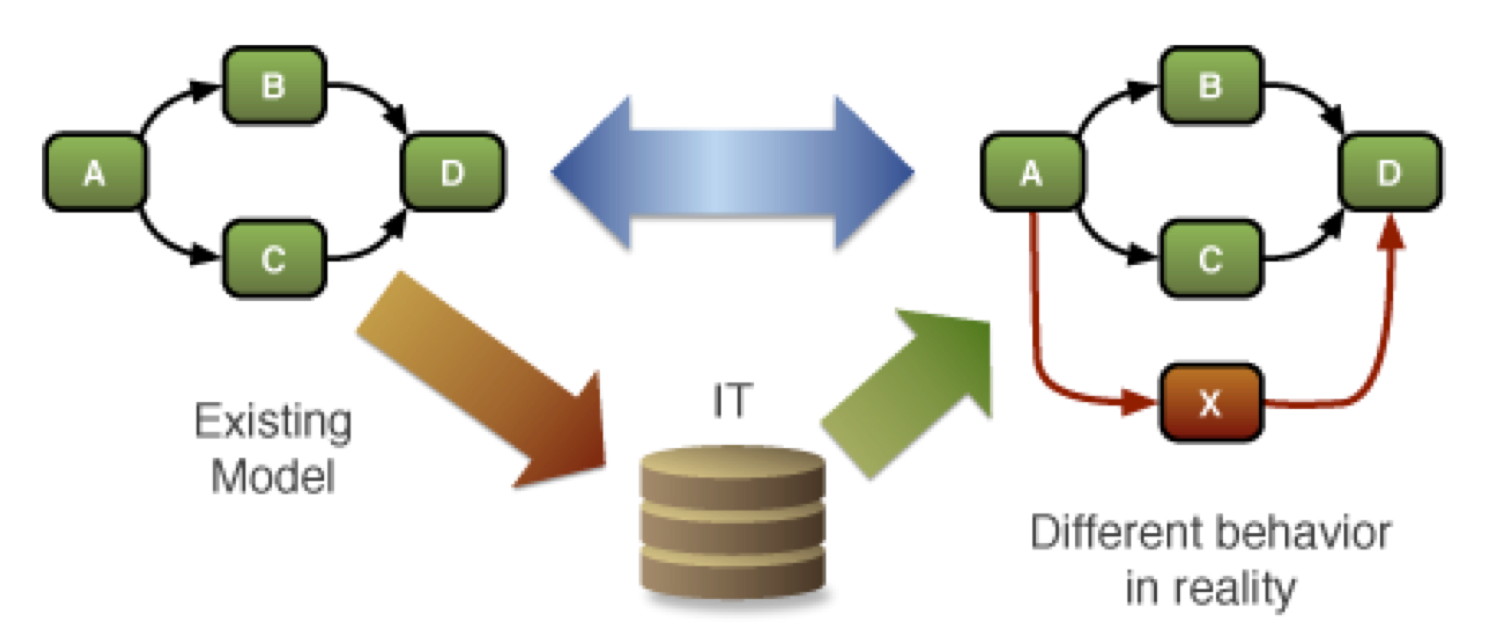 B
A
D
C
B
A
D
C
X
Existing
Model
IT
Different behavior
in reality